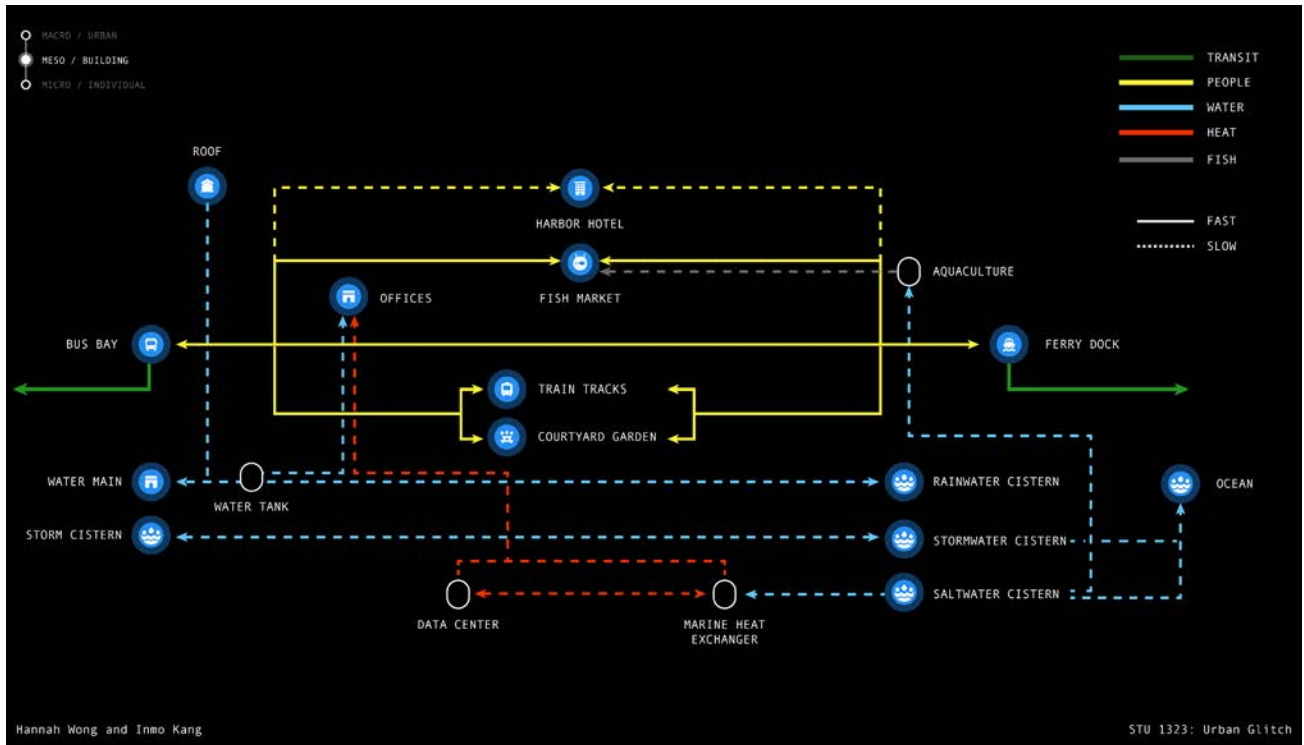 MACRO / URBAN
MESO / BUILDING
MICRO / INDIVIDUAL
TRANSIT
PEOPLE
WATER
HEAT
FISH
FAST
SLOW
ROOF
HARBOR HOTEL
AQUACULTURE
OFFICES
FISH MARKET
BUS BAY
FERRY DOCK
TRAIN TRACKS
COURTYARD GARDEN
WATER MAIN
WATER TANK
RAINWATER CISTERN
OCEAN
STORM CISTERN
STORMWATER CISTERN
SALTWATER CISTERN
DATA CENTER
MARINE HEAT
EXCHANGER
Hannah Wong and Inmo Kang
STU 1323: Urban Glitch